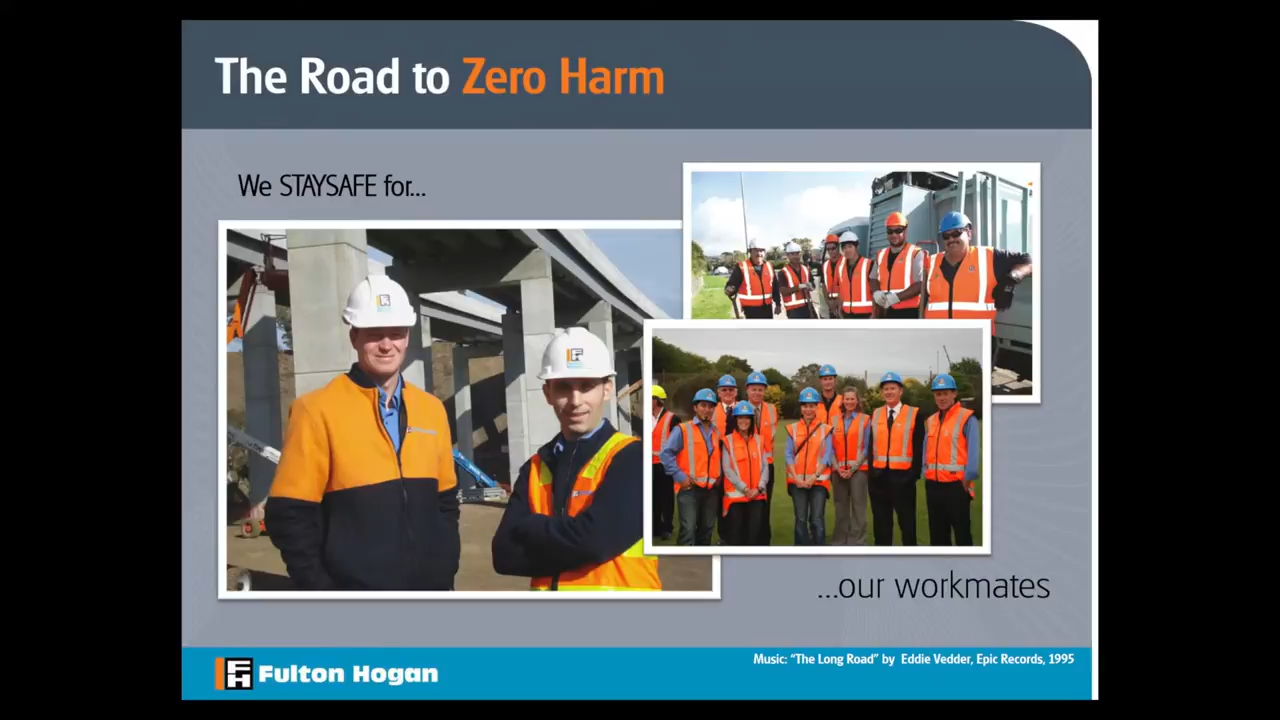 The Road to Zero Harm
We STAYSAFE for...
...our workmates
Music: “The Long Road” by Eddie Vedder, Epic Records, 1995
FH Fulton Hogan